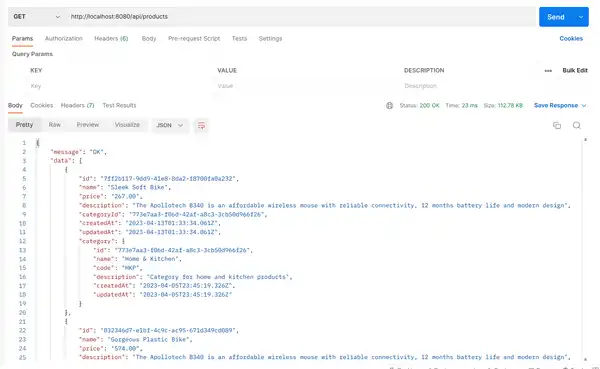 GET http://localhost:8080/api/products Send
Params Authorization Headers (6) Body Pre-request Script Tests Settings Cookies
Query Params
KEY VALUE DESCRIPTION ••• Bulk Edit
Key Value Description
Body Cookies Headers (7) Test Results Status: 200 OK Time: 23 ms Size: 112.78 KB Save Response
Pretty Raw Preview Visualize JSON
1 {
2 "message": "OK",
3 "data": [
4 {
5 "id": "7ff2b117-9dd9-41e8-8da2-f8700fa0a232",
6 "name": "Sleek Soft Bike",
7 "price": "267.00",
8 "description": "The Apollotech B340 is an affordable wireless mouse with reliable connectivity, 12 months battery life and modern design",
9 "categoryId": "773e7aa3-f06d-42af-a8c3-3cb50d966f26",
10 "createdAt": "2023-04-13T01:33:34.061Z",
11 "updatedAt": "2023-04-13T01:33:34.061Z",
12 "category": {
13 "id": "773e7aa3-f06d-42af-a8c3-3cb50d966f26",
14 "name": "Home & Kitchen",
15 "code": "HKP",
16 "description": "Category for home and kitchen products",
17 "createdAt": "2023-04-05T23:45:19.326Z",
18 "updatedAt": "2023-04-05T23:45:19.326Z"
19 }
20 },
21 {
22 "id": "032346d7-e1b1-4c9c-ac95-671d349cd089",
23 "name": "Gorgeous Plastic Bike",
24 "price": "574.00",
25 "description": "The Apollotech B340 is an affordable wireless mouse with reliable connectivity, 12 months battery life and modern design",